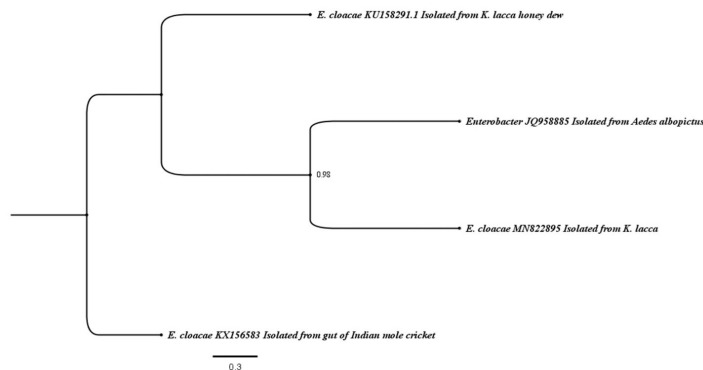 E. cloacae KU158291.1 Isolated from K. lacca honey dew
Enterobacter JQ958885 Isolated from Aedes albopictus
0.98
E. cloacae MN822895 Isolated from K. lacca
E. cloacae KX156583 Isolated from gut of Indian mole cricket
0.3